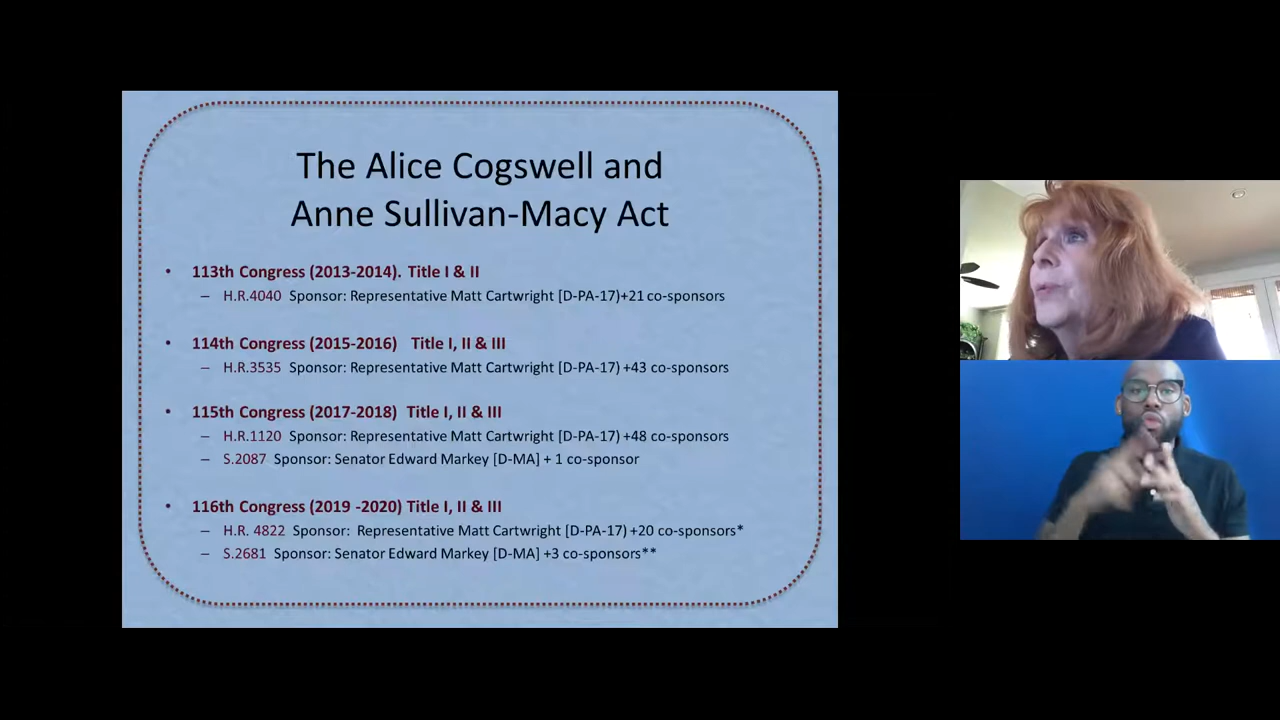 The Alice Cogswell and
Anne Sullivan-Macy Act
• 113th Congress (2013-2014). Title I & II
– H.R.4040 Sponsor: Representative Matt Cartwright [D-PA-17)+21 co-sponsors
• 114th Congress (2015-2016) Title I, II & III
– H.R.3535 Sponsor: Representative Matt Cartwright [D-PA-17) +43 co-sponsors
• 115th Congress (2017-2018) Title I, II & III
– H.R.1120 Sponsor: Representative Matt Cartwright [D-PA-17) +48 co-sponsors
– S.2087 Sponsor: Senator Edward Markey [D-MA] + 1 co-sponsor
• 116th Congress (2019 -2020) Title I, II & III
– H.R. 4822 Sponsor: Representative Matt Cartwright [D-PA-17) +20 co-sponsors*
– S.2681 Sponsor: Senator Edward Markey [D-MA] +3 co-sponsors**